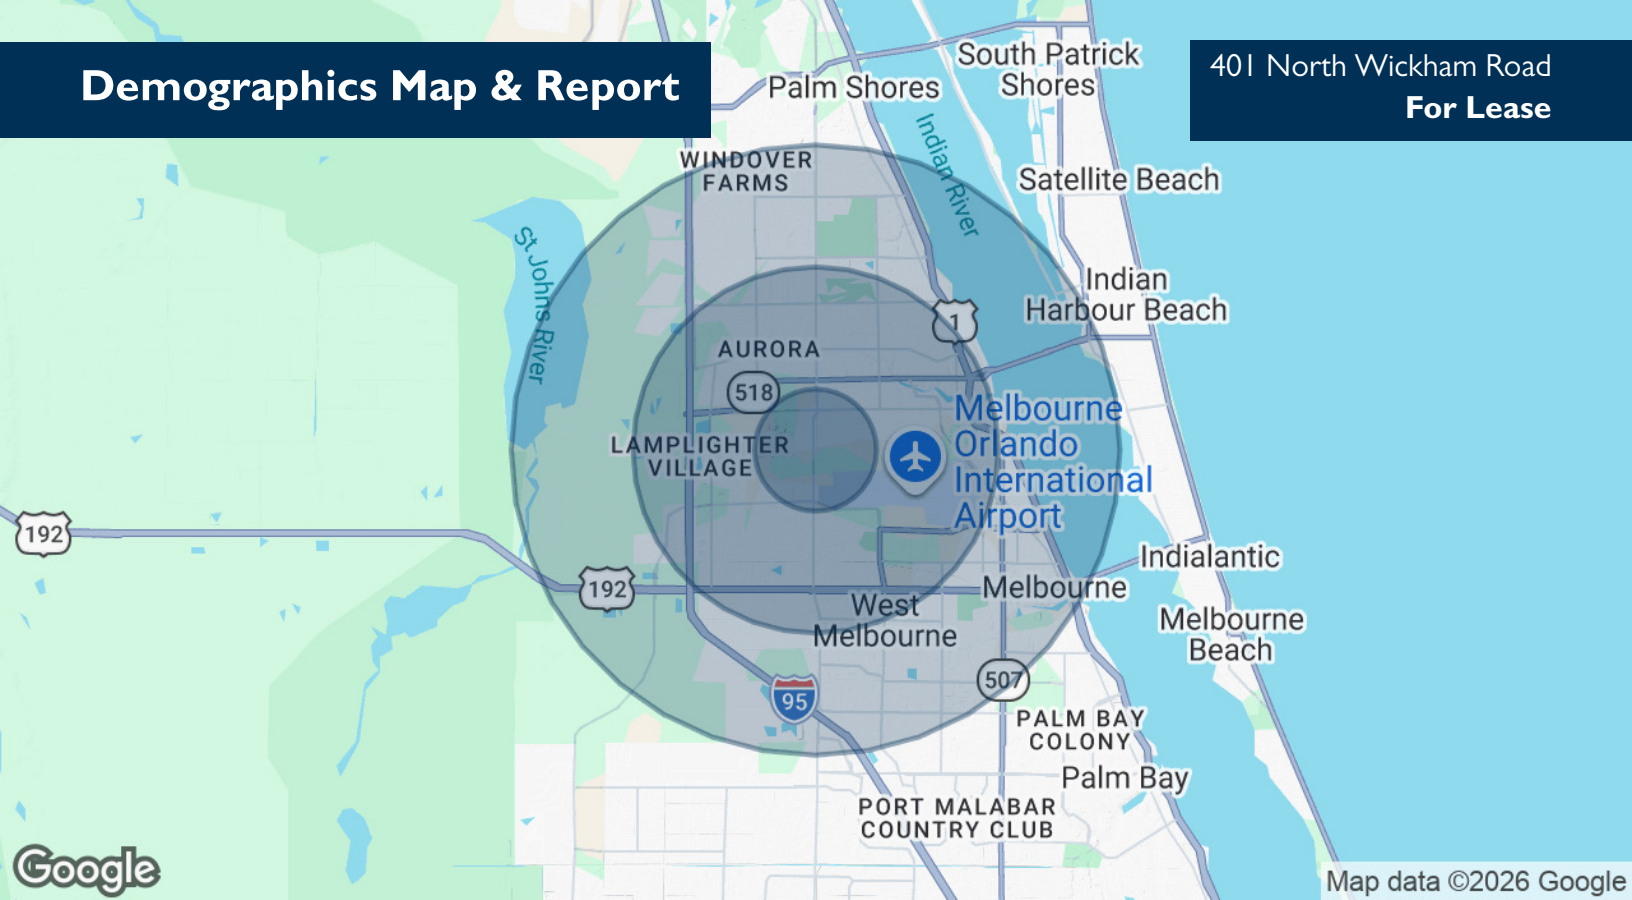 Demographics Map & Report
401 North Wickham Road
For Lease
South Patrick
Shores
Palm Shores
Indian River
WINDOVER
FARMS
Satellite Beach
St Johns River
Indian
Harbour Beach
1
AURORA
518
Melbourne
Orlando
International
Airport
LAMPLIGHTER
VILLAGE
192
192
Indialantic
Melbourne
West
Melbourne
Melbourne
Beach
507
95
PALM BAY
COLONY
Palm Bay
PORT MALABAR
COUNTRY CLUB
Google
Map data ©2026 Google